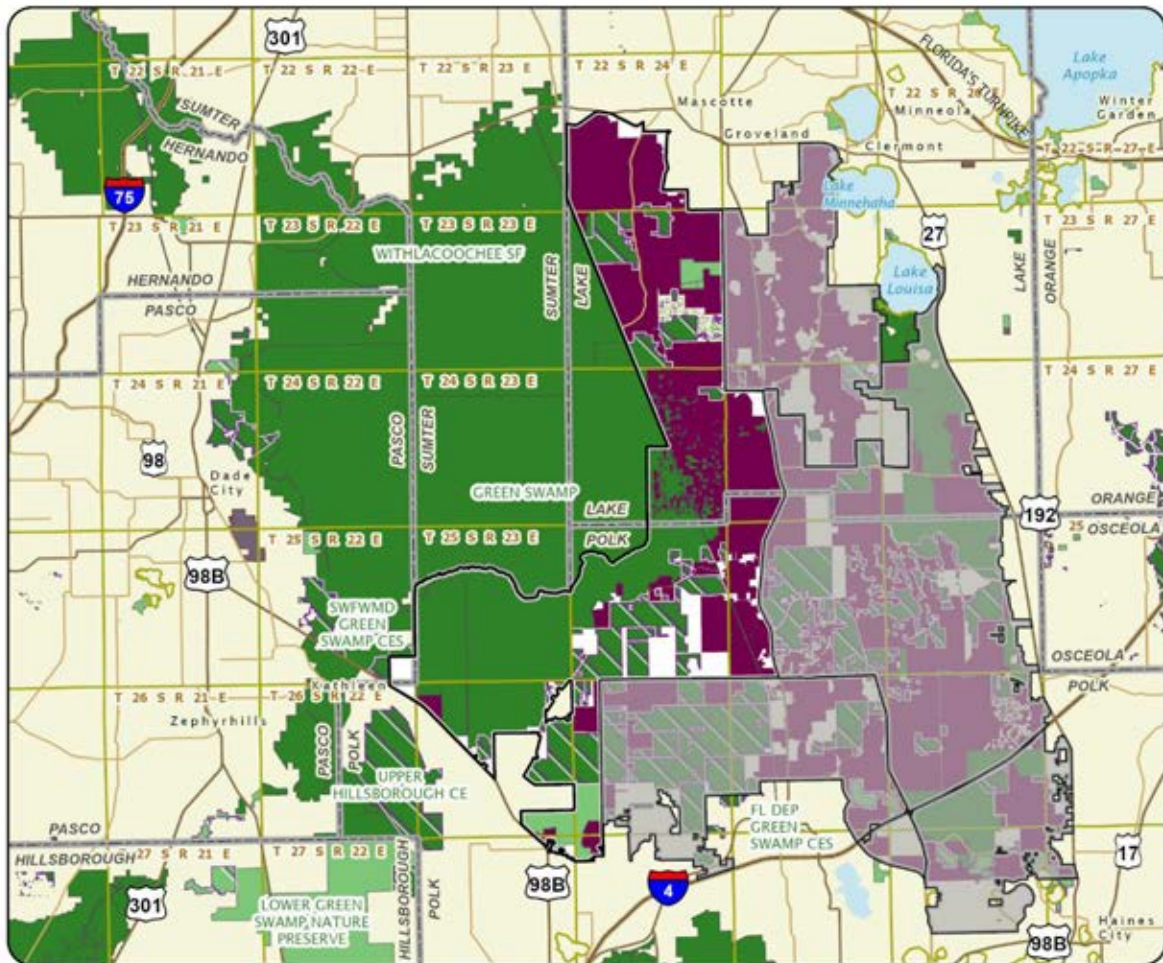 301
T 22 S R 21 E
T 22 S R 22 E
T 22 S R 23 E
T 22 S R 24 E
FLORIDA'S TURNPIKE
Lake
Apopka
Mascotte
Minneola
Winter
Garden
SUMTER
HERNANDO
Groveland
Clermont
T 22 S R 27 E
75
Lake
Minnehaha
T 23 S R 21 E
T 23 S R 22 E
T 23 S R 23 E
T 23 S R 27 E
27
WITHLACOOCHEE SF
SUMTER
LAKE
LAKE
ORANGE
HERNANDO
PASCO
Lake
Louisa
T 24 S R 21 E
T 24 S R 22 E
T 24 S R 23 E
T 24 S R 27 E
PASCO
SUMTER
98
Dade
City
GREEN SWAMP
LAKE
POLK
192
ORANGE
OSCEOLA
25
T 25 S R 22 E
T 25 S R 23 E
98B
SWFWMD
GREEN
SWAMP CES
OSCEOLA
POLK
T 26 S R 21 E
T 26 S R 22 E
Kathleen
Zephyrhills
PASCO
POLK
UPPER
HILLSBOROUGH CE
FL DEP
GREEN
SWAMP CES
PASCO
HILLSBOROUGH
27 S R 21 E
T 27 S R 22 E
17
98B
4
301
LOWER GREEN
SWAMP NATURE
PRESERVE
HILLSBOROUGH
POLK
Haines
City
98B